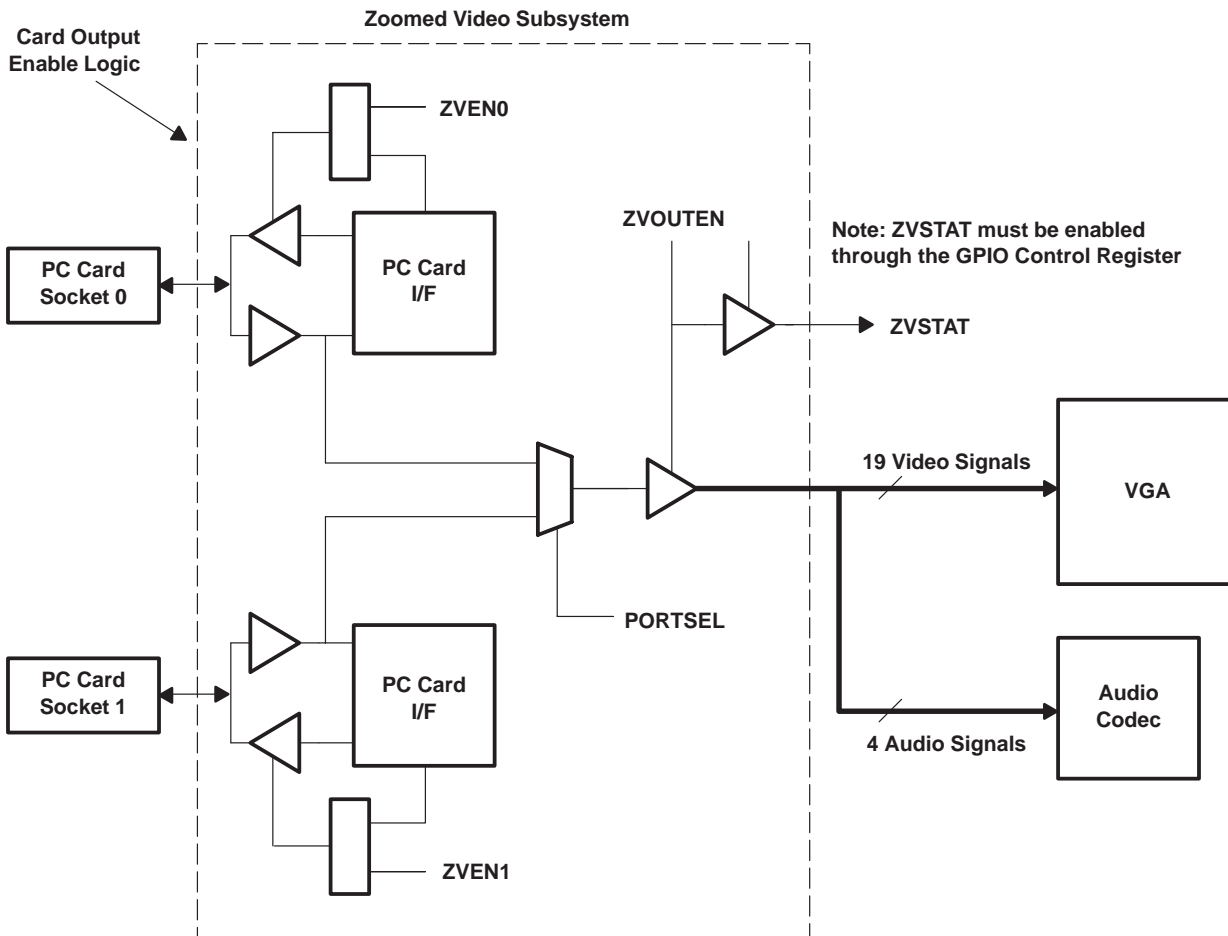 Zoomed Video Subsystem
Card Output
Enable Logic
ZVEN0
ZVOUTEN
Note: ZVSTAT must be enabled
through the GPIO Control Register
PC Card
Socket 0
PC Card
I/F
ZVSTAT
19 Video Signals
VGA
PORTSEL
PC Card
Socket 1
PC Card
I/F
Audio
Codec
4 Audio Signals
ZVEN1